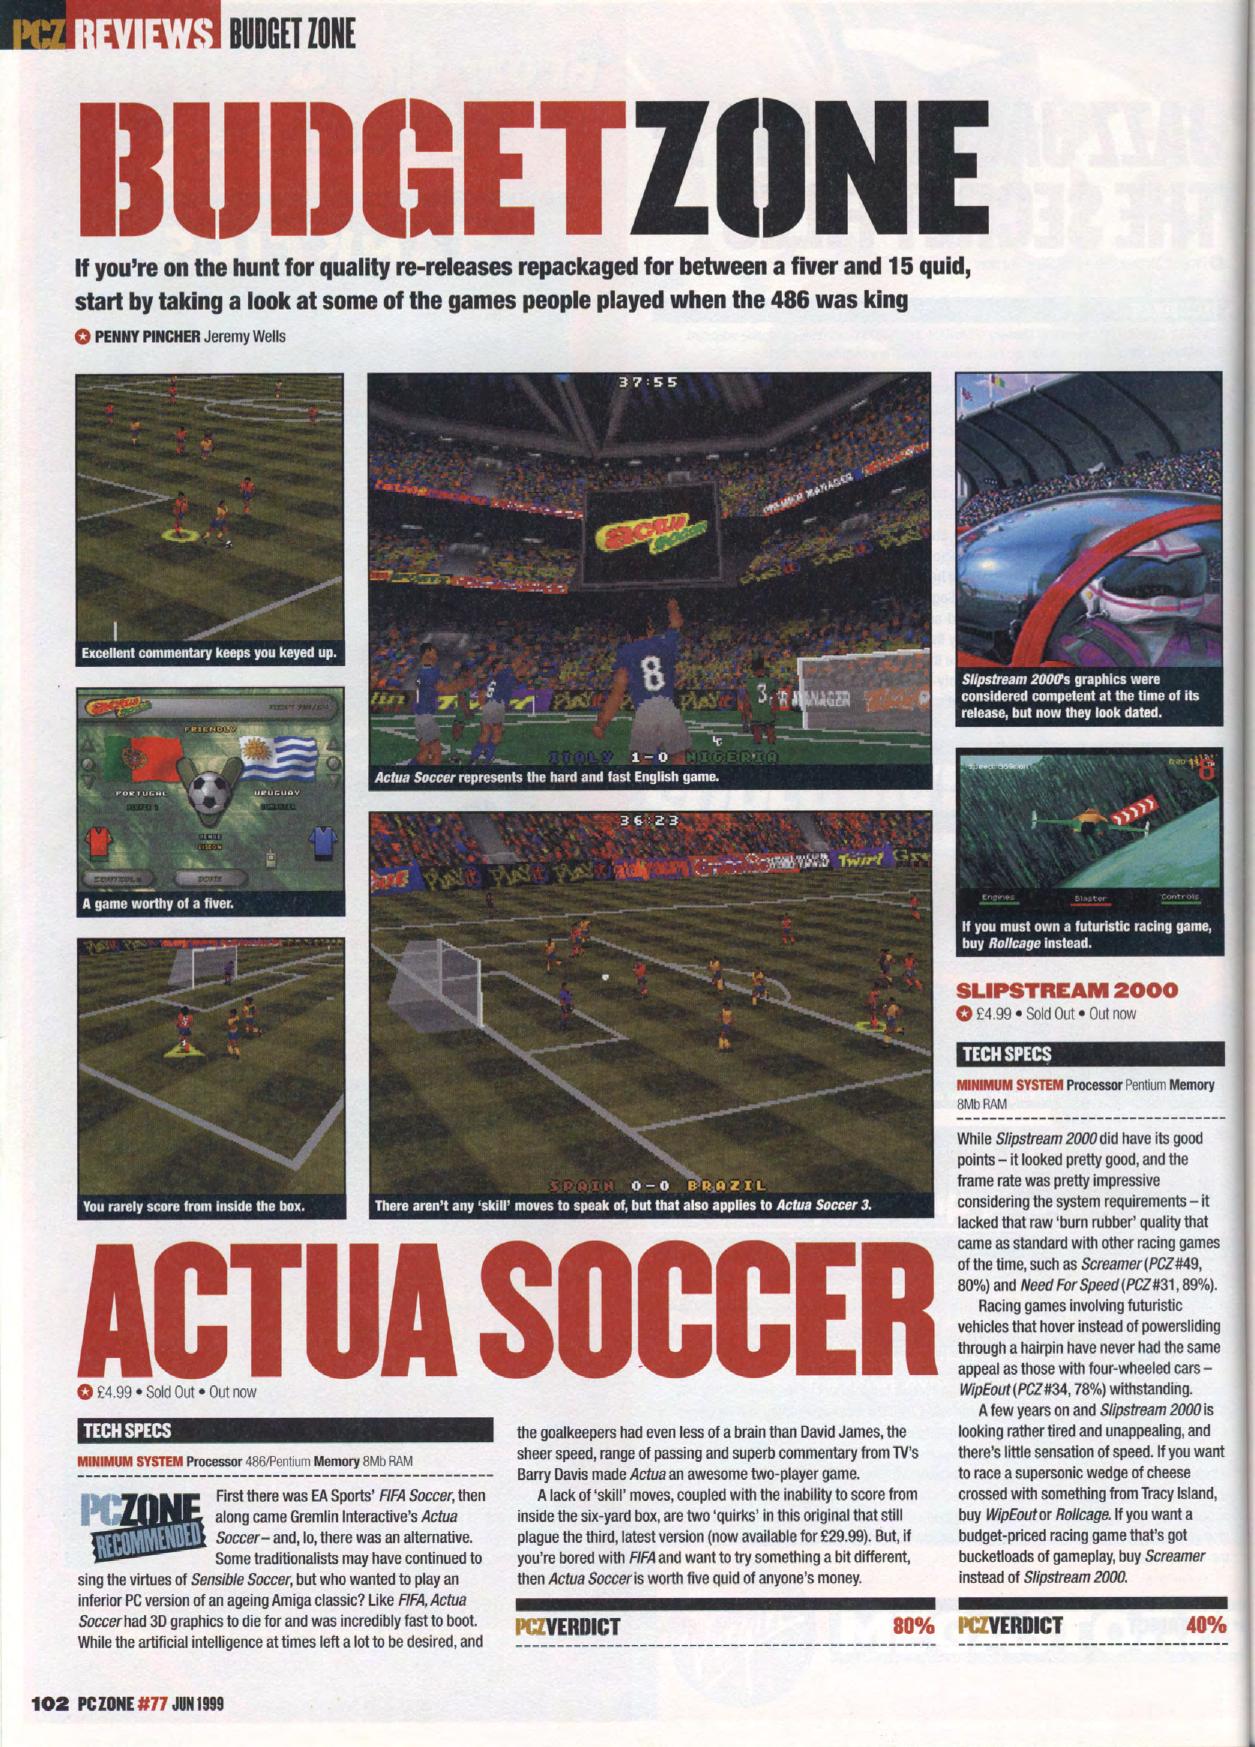 PCZ REVIEWS BUDGET ZONE
BUDGETZONE
If you're on the hunt for quality re-releases repackaged for between a fiver and 15 quid,
start by taking a look at some of the games people played when the 486 was king
PENNY PINCHER Jeremy Wells
Excellent commentary keeps you keyed up.
FRIENDLY
PORTUGAL
URUGUAY
A game worthy of a fiver.
You rarely score from inside the box.
37:55
PREMIER MANAGER
actua
SOCCER
8
3
MANAGER
ITALY 1-0 NIGERIA
Actua Soccer represents the hard and fast English game.
36:23
Play it Play it
Twirl
SPAIN 0-0 BRAZIL
There aren't any 'skill' moves to speak of, but that also applies to Actua Soccer 3.
Slipstream 2000's graphics were
considered competent at the time of its
release, but now they look dated.
Engines Blaster Controls
If you must own a futuristic racing game,
buy Rollcage instead.
ACTUA SOCCER
£4.99 • Sold Out • Out now
TECH SPECS
MINIMUM SYSTEM Processor 486/Pentium Memory 8Mb RAM
PCZONE
RECOMMENDED
First there was EA Sports' FIFA Soccer, then
along came Gremlin Interactive's Actua
Soccer – and, lo, there was an alternative.
Some traditionalists may have continued to
sing the virtues of Sensible Soccer, but who wanted to play an
inferior PC version of an ageing Amiga classic? Like FIFA, Actua
Soccer had 3D graphics to die for and was incredibly fast to boot.
While the artificial intelligence at times left a lot to be desired, and
the goalkeepers had even less of a brain than David James, the
sheer speed, range of passing and superb commentary from TV's
Barry Davis made Actua an awesome two-player game.
A lack of 'skill' moves, coupled with the inability to score from
inside the six-yard box, are two 'quirks' in this original that still
plague the third, latest version (now available for £29.99). But, if
you're bored with FIFA and want to try something a bit different,
then Actua Soccer is worth five quid of anyone's money.
PCZVERDICT 80%
SLIPSTREAM 2000
£4.99 • Sold Out • Out now
TECH SPECS
MINIMUM SYSTEM Processor Pentium Memory
8Mb RAM
While Slipstream 2000 did have its good
points – it looked pretty good, and the
frame rate was pretty impressive
considering the system requirements – it
lacked that raw 'burn rubber' quality that
came as standard with other racing games
of the time, such as Screamer (PCZ #49,
80%) and Need For Speed (PCZ #31, 89%).
Racing games involving futuristic
vehicles that hover instead of powersliding
through a hairpin have never had the same
appeal as those with four-wheeled cars –
WipEout (PCZ #34, 78%) withstanding.
A few years on and Slipstream 2000 is
looking rather tired and unappealing, and
there's little sensation of speed. If you want
to race a supersonic wedge of cheese
crossed with something from Tracy Island,
buy WipEout or Rollcage. If you want a
budget-priced racing game that's got
bucketloads of gameplay, buy Screamer
instead of Slipstream 2000.
PCZVERDICT 40%
102 PC ZONE #77 JUN 1999